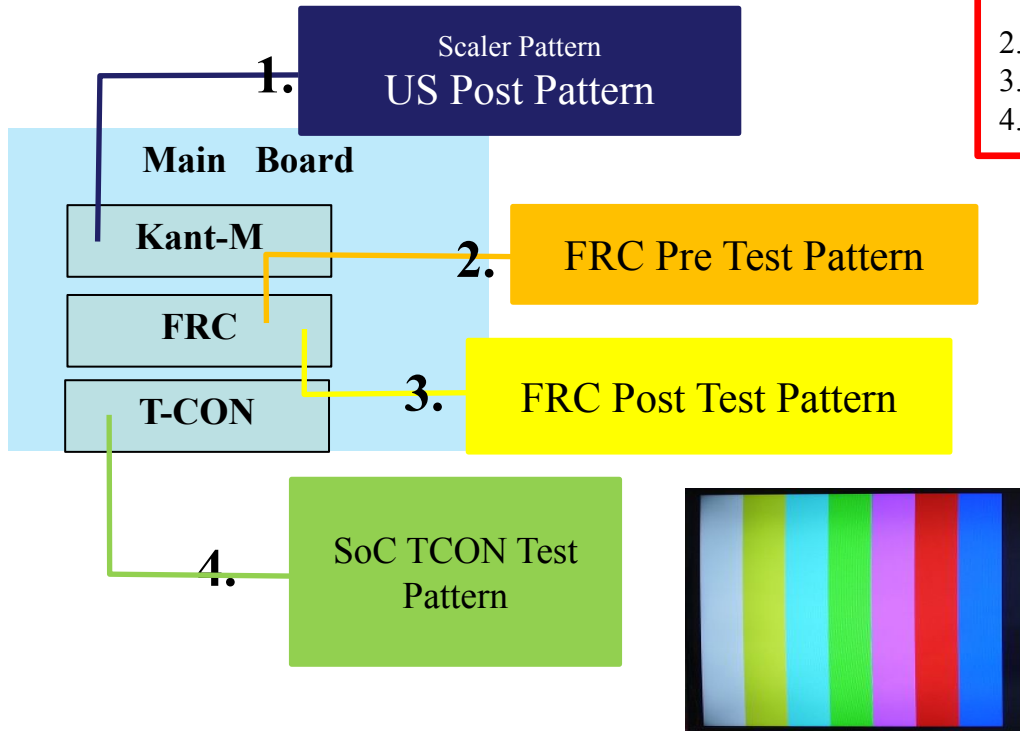 Scaler Pattern
1.
US Post Pattern
2.
3.
4.
Main Board
Kant-M
2.
FRC Pre Test Pattern
FRC
3.
FRC Post Test Pattern
T-CON
4.
SoC TCON Test
Pattern